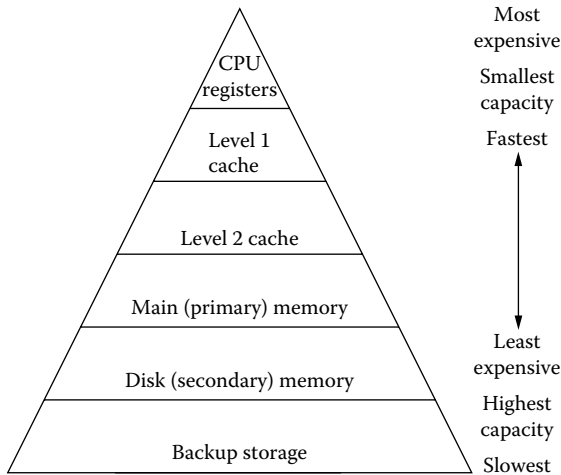 CPU
registers
Level 1
cache
Level 2 cache
Main (primary) memory
Disk (secondary) memory
Backup storage
Most
expensive
Smallest
capacity
Fastest
Least
expensive
Highest
capacity
Slowest